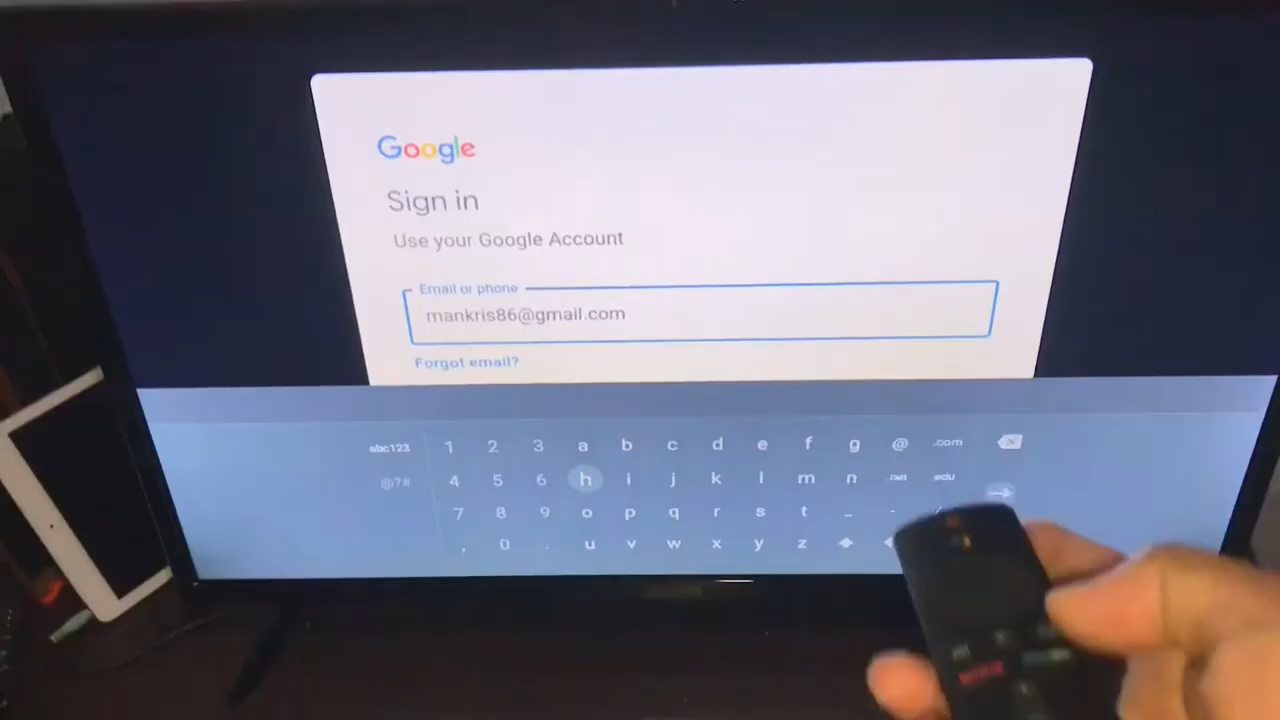 Google
Sign in
Use your Google Account
Email or phone
mankris86@gmail.com
Forgot email?
abc123 1 2 3 a b c d e f g @ .com
@?# 4 5 6 h i j k l m n .net .edu
7 8 9 o p q r s t _ - /
, 0 . u v w x y z
NETFLIX